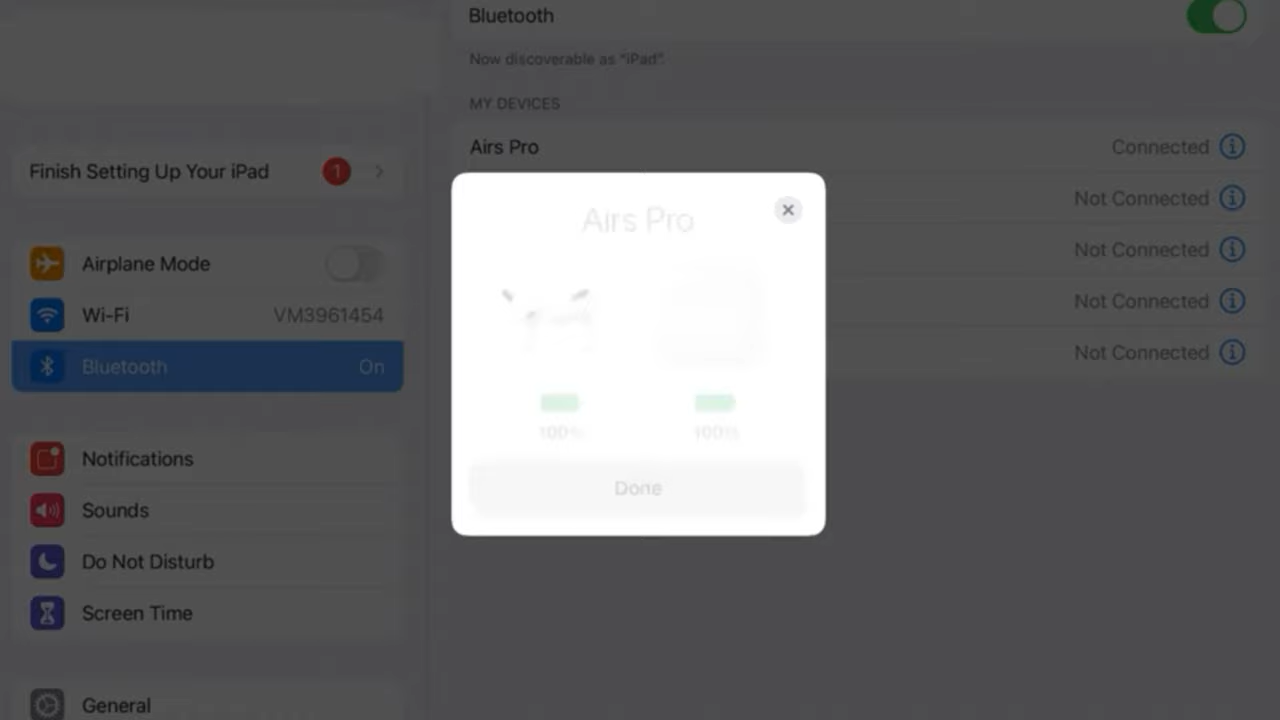 Bluetooth
Now discoverable as “iPad”.
MY DEVICES
Airs Pro
Connected
Not Connected
Not Connected
Not Connected
Not Connected
Finish Setting Up Your iPad
1
Airplane Mode
Wi-Fi
VM3961454
Bluetooth
On
Notifications
Sounds
Do Not Disturb
Screen Time
General
Airs Pro
100%
100%
Done